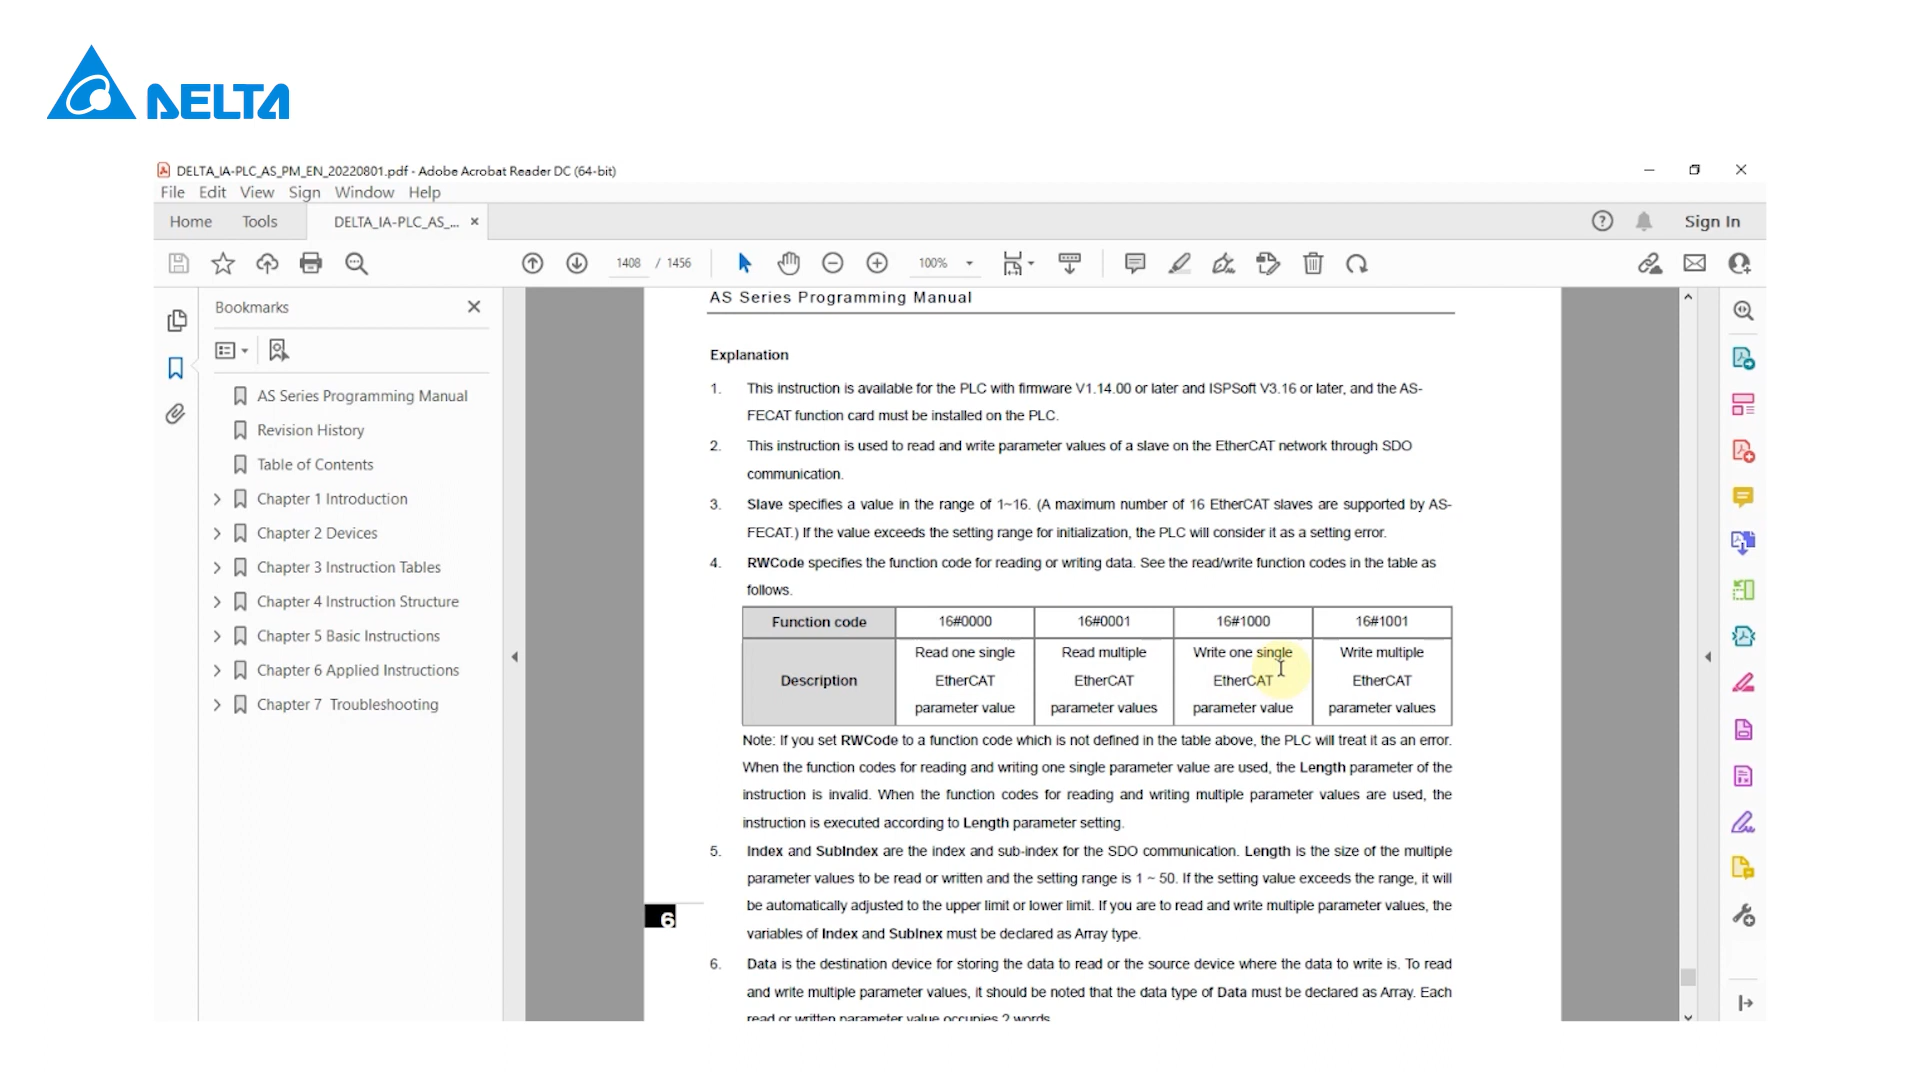 DELTA
DELTA_IA-PLC_AS_PM_EN_20220801.pdf - Adobe Acrobat Reader DC (64-bit)
File Edit View Sign Window Help
Home Tools DELTA_IA-PLC_AS_... × Sign In
1408 / 1456 100%
Bookmarks
AS Series Programming Manual
Revision History
Table of Contents
Chapter 1 Introduction
Chapter 2 Devices
Chapter 3 Instruction Tables
Chapter 4 Instruction Structure
Chapter 5 Basic Instructions
Chapter 6 Applied Instructions
Chapter 7 Troubleshooting
AS Series Programming Manual
Explanation
1. This instruction is available for the PLC with firmware V1.14.00 or later and ISPSoft V3.16 or later, and the AS-
FECAT function card must be installed on the PLC.
2. This instruction is used to read and write parameter values of a slave on the EtherCAT network through SDO
communication.
3. Slave specifies a value in the range of 1~16. (A maximum number of 16 EtherCAT slaves are supported by AS-
FECAT.) If the value exceeds the setting range for initialization, the PLC will consider it as a setting error.
4. RWCode specifies the function code for reading or writing data. See the read/write function codes in the table as
follows.
Function code 16#0000 16#0001 16#1000 16#1001
Description
Read one single
EtherCAT
parameter value
Read multiple
EtherCAT
parameter values
Write one single
EtherCAT
parameter value
Write multiple
EtherCAT
parameter values
Note: If you set RWCode to a function code which is not defined in the table above, the PLC will treat it as an error.
When the function codes for reading and writing one single parameter value are used, the Length parameter of the
instruction is invalid. When the function codes for reading and writing multiple parameter values are used, the
instruction is executed according to Length parameter setting.
5. Index and SubIndex are the index and sub-index for the SDO communication. Length is the size of the multiple
parameter values to be read or written and the setting range is 1 ~ 50. If the setting value exceeds the range, it will
be automatically adjusted to the upper limit or lower limit. If you are to read and write multiple parameter values, the
variables of Index and SubInex must be declared as Array type.
6
6. Data is the destination device for storing the data to read or the source device where the data to write is. To read
and write multiple parameter values, it should be noted that the data type of Data must be declared as Array. Each
read or written parameter value occupies 2 words.